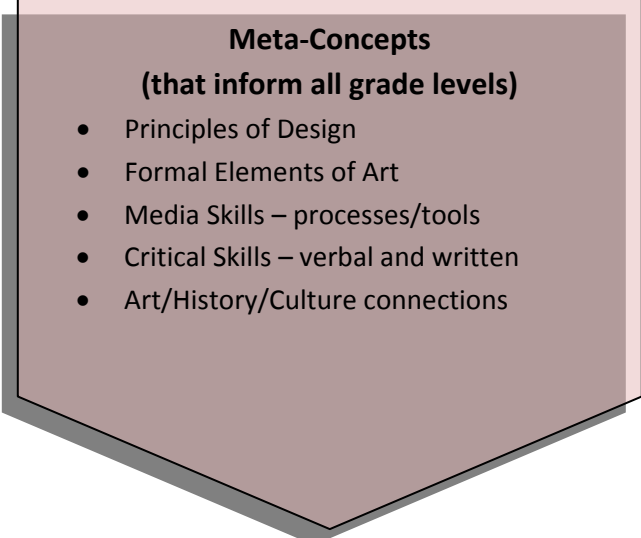 Meta-Concepts
(that inform all grade levels)
• Principles of Design
• Formal Elements of Art
• Media Skills – processes/tools
• Critical Skills – verbal and written
• Art/History/Culture connections